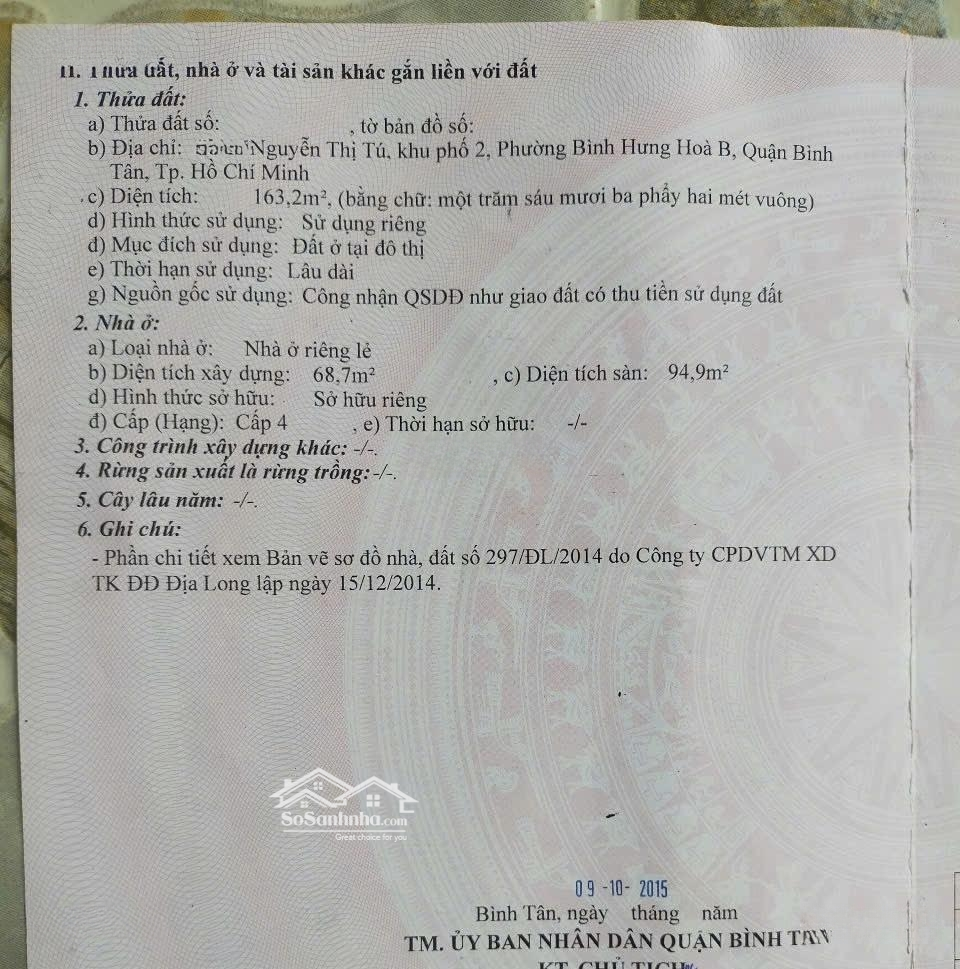 II. Thửa đất, nhà ở và tài sản khác gắn liền với đất
1. Thửa đất:
a) Thửa đất số: , tờ bản đồ số:
b) Địa chỉ: Nguyễn Thị Tú, khu phố 2, Phường Bình Hưng Hoà B, Quận Bình
Tân, Tp. Hồ Chí Minh
c) Diện tích: 163,2m², (bằng chữ: một trăm sáu mươi ba phẩy hai mét vuông)
d) Hình thức sử dụng: Sử dụng riêng
đ) Mục đích sử dụng: Đất ở tại đô thị
e) Thời hạn sử dụng: Lâu dài
g) Nguồn gốc sử dụng: Công nhận QSDĐ như giao đất có thu tiền sử dụng đất
2. Nhà ở:
a) Loại nhà ở: Nhà ở riêng lẻ
b) Diện tích xây dựng: 68,7m² , c) Diện tích sàn: 94,9m²
d) Hình thức sở hữu: Sở hữu riêng
đ) Cấp (Hạng): Cấp 4 , e) Thời hạn sở hữu: -/-
3. Công trình xây dựng khác: -/-.
4. Rừng sản xuất là rừng trồng: -/-.
5. Cây lâu năm: -/-.
6. Ghi chú:
- Phần chi tiết xem Bản vẽ sơ đồ nhà, đất số 297/ĐL/2014 do Công ty CPDVTM XD
TK ĐĐ Địa Long lập ngày 15/12/2014.
SoSanhnha.com
Great choice for you
09 -10- 2015
Bình Tân, ngày tháng năm
TM. ỦY BAN NHÂN DÂN QUẬN BÌNH TÂN
KT. CHỦ TỊCH